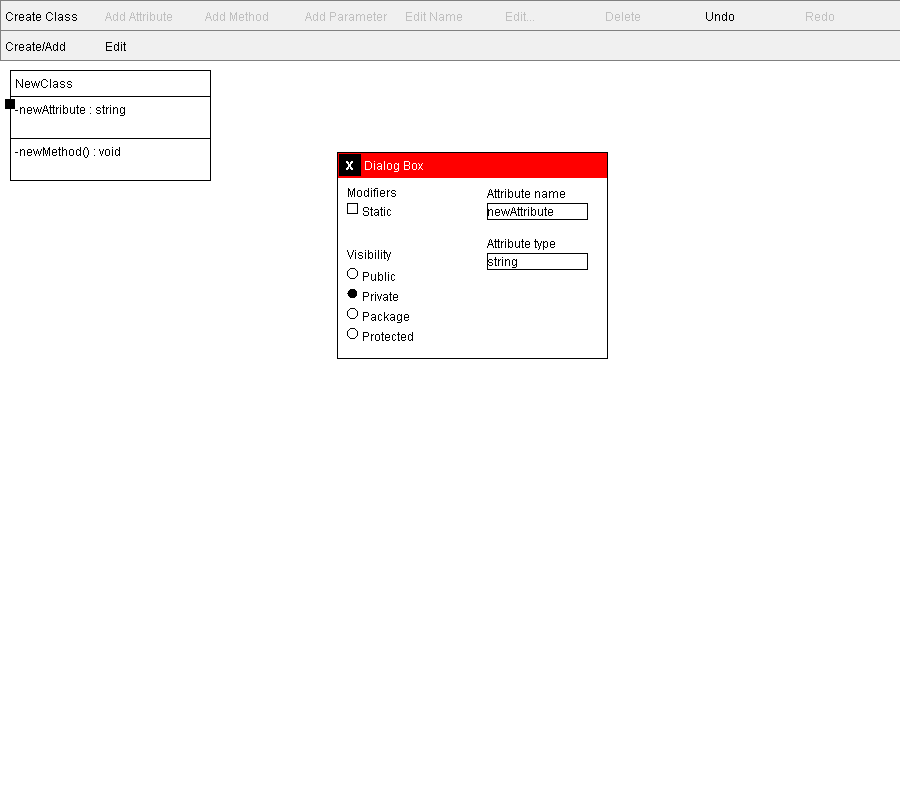 Create Class Add Attribute Add Method Add Parameter Edit Name Edit... Delete Undo Redo
Create/Add Edit
NewClass
-newAttribute : string
-newMethod() : void
X Dialog Box
Modifiers
Static
Visibility
Public
Private
Package
Protected
Attribute name
newAttribute
Attribute type
string